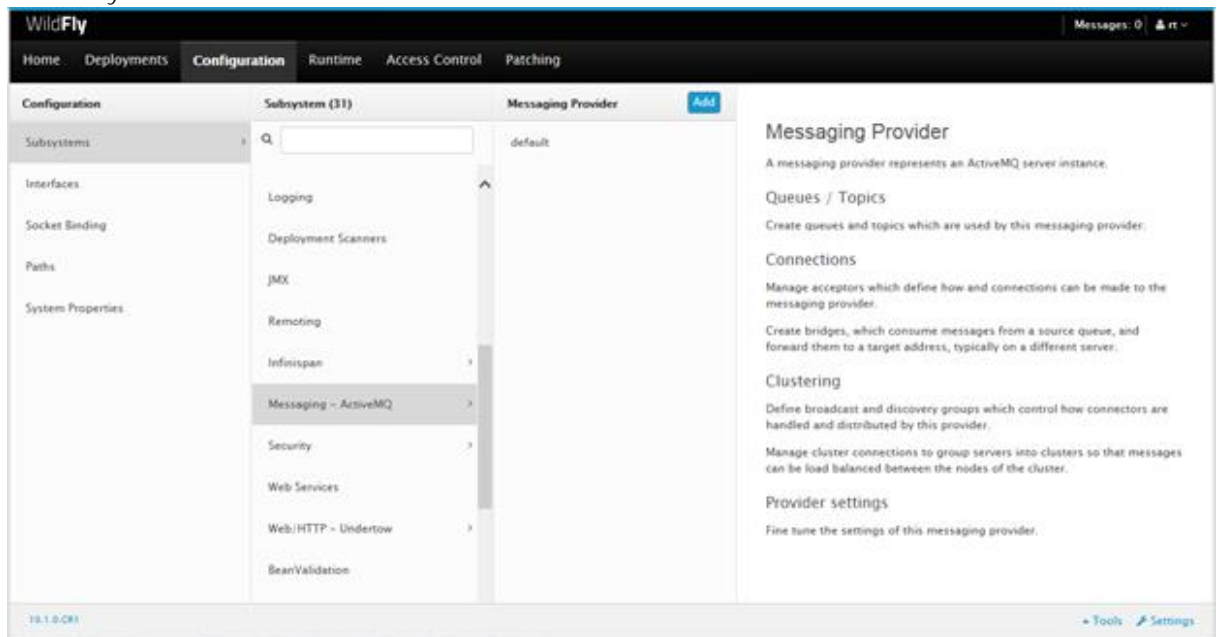 WildFly
Messages: 0
rt
Home Deployments Configuration Runtime Access Control Patching
Configuration
Subsystems
Interfaces
Socket Binding
Paths
System Properties
Subsystem (31)
Logging
Deployment Scanners
JMX
Remoting
Infinispan
Messaging - ActiveMQ
Security
Web Services
Web/HTTP - Undertow
BeanValidation
Messaging Provider
Add
default
Messaging Provider
A messaging provider represents an ActiveMQ server instance.
Queues / Topics
Create queues and topics which are used by this messaging provider.
Connections
Manage acceptors which define how and connections can be made to the
messaging provider.
Create bridges, which consume messages from a source queue, and
forward them to a target address, typically on a different server.
Clustering
Define broadcast and discovery groups which control how connectors are
handled and distributed by this provider.
Manage cluster connections to group servers into clusters so that messages
can be load balanced between the nodes of the cluster.
Provider settings
Fine tune the settings of this messaging provider.
10.1.0.CR1
Tools
Settings